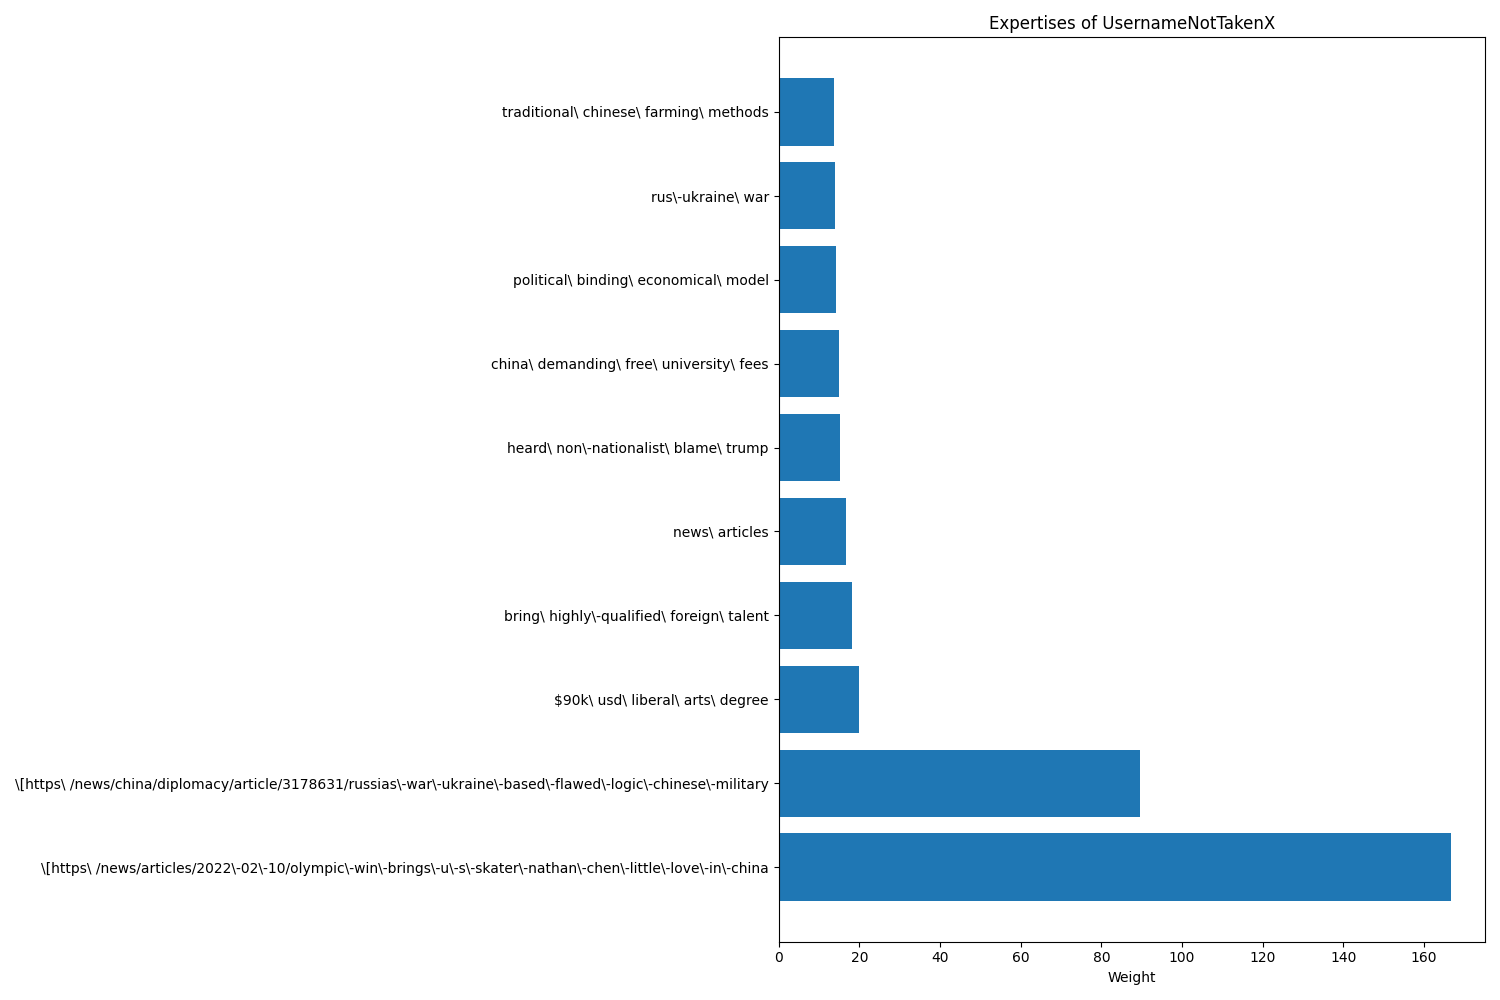 Expertises of UsernameNotTakenX
traditional\ chinese\ farming\ methods
rus\-ukraine\ war
political\ binding\ economical\ model
china\ demanding\ free\ university\ fees
heard\ non\-nationalist\ blame\ trump
news\ articles
bring\ highly\-qualified\ foreign\ talent
$90k\ usd\ liberal\ arts\ degree
\[https\ /news/china/diplomacy/article/3178631/russias\-war\-ukraine\-based\-flawed\-logic\-chinese\-military
\[https\ /news/articles/2022\-02\-10/olympic\-win\-brings\-u\-s\-skater\-nathan\-chen\-little\-love\-in\-china
0 20 40 60 80 100 120 140 160
Weight